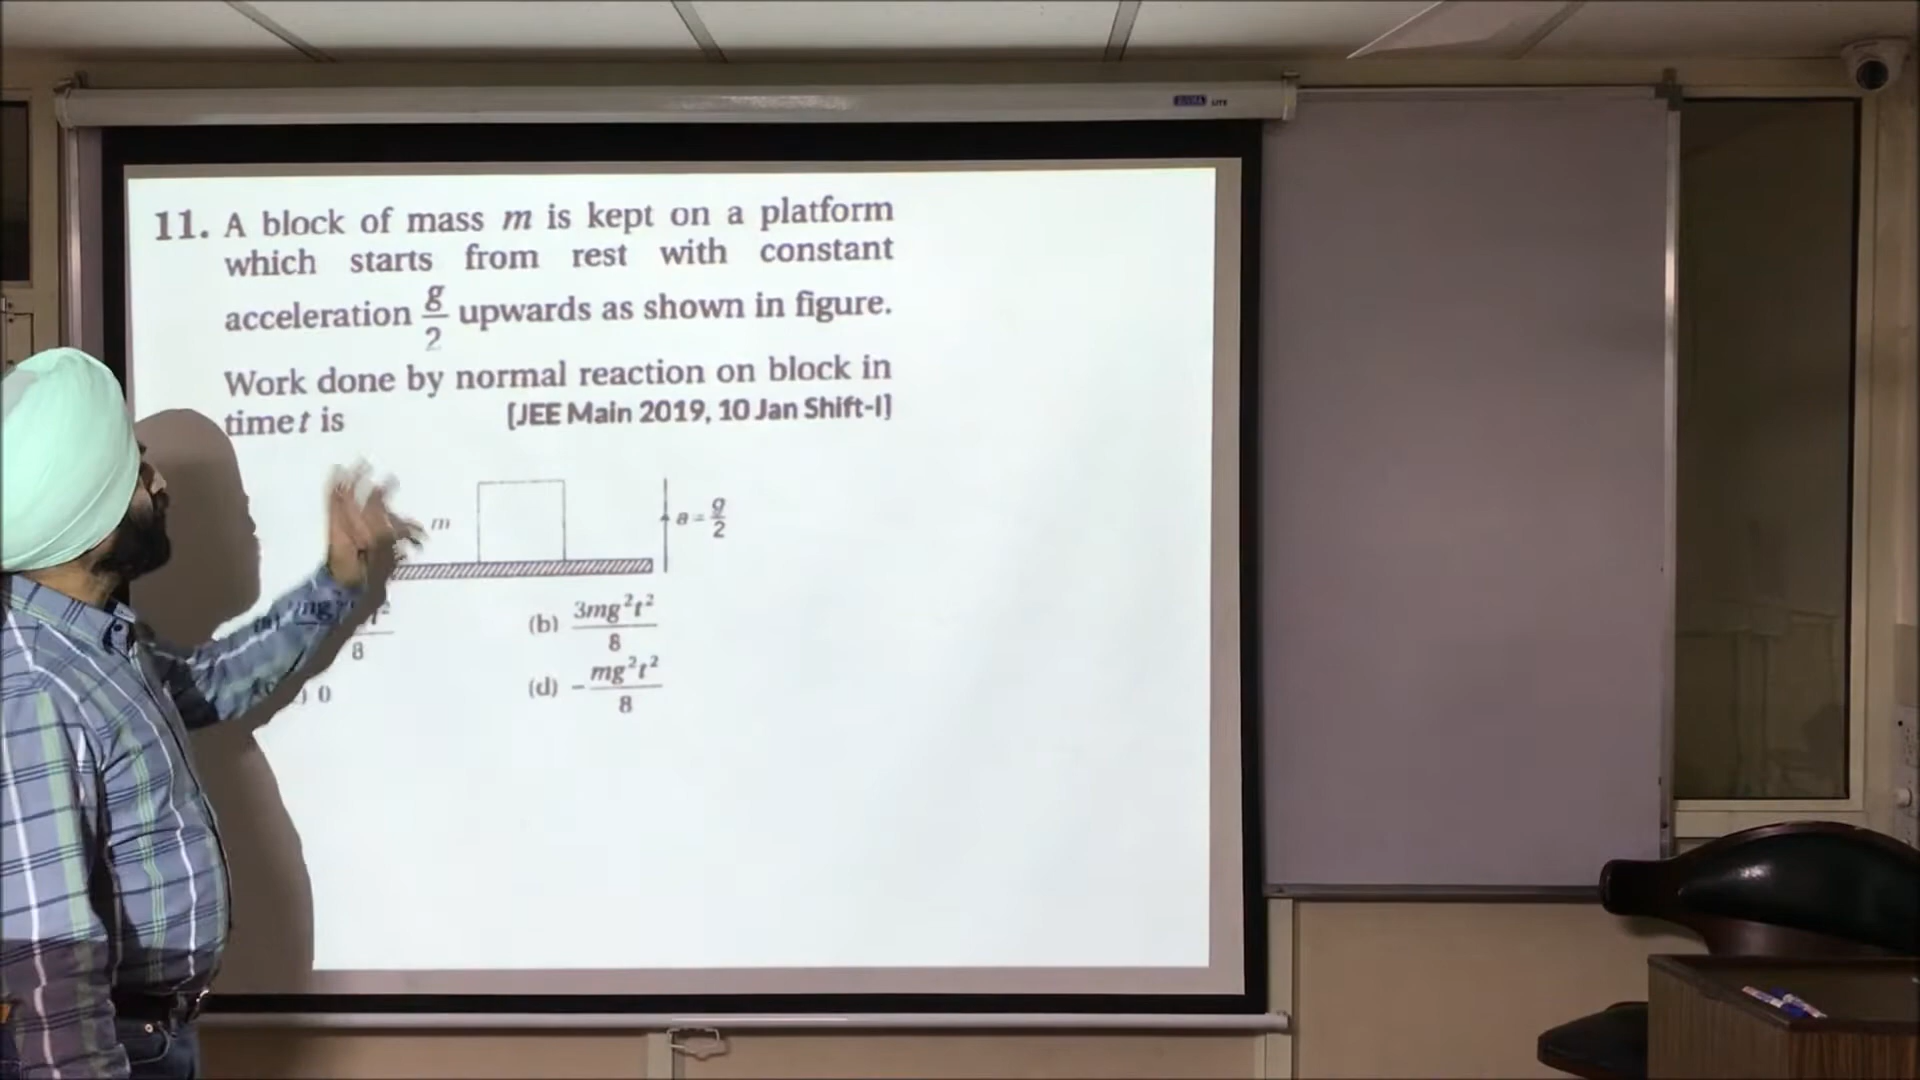 11. A block of mass m is kept on a platform
which starts from rest with constant
acceleration g/2 upwards as shown in figure.
Work done by normal reaction on block in
time t is [JEE Main 2019, 10 Jan Shift-I]
m
a = g/2
8
(b) 3mg²t²/8
) 0
(d) - mg²t²/8
LITE